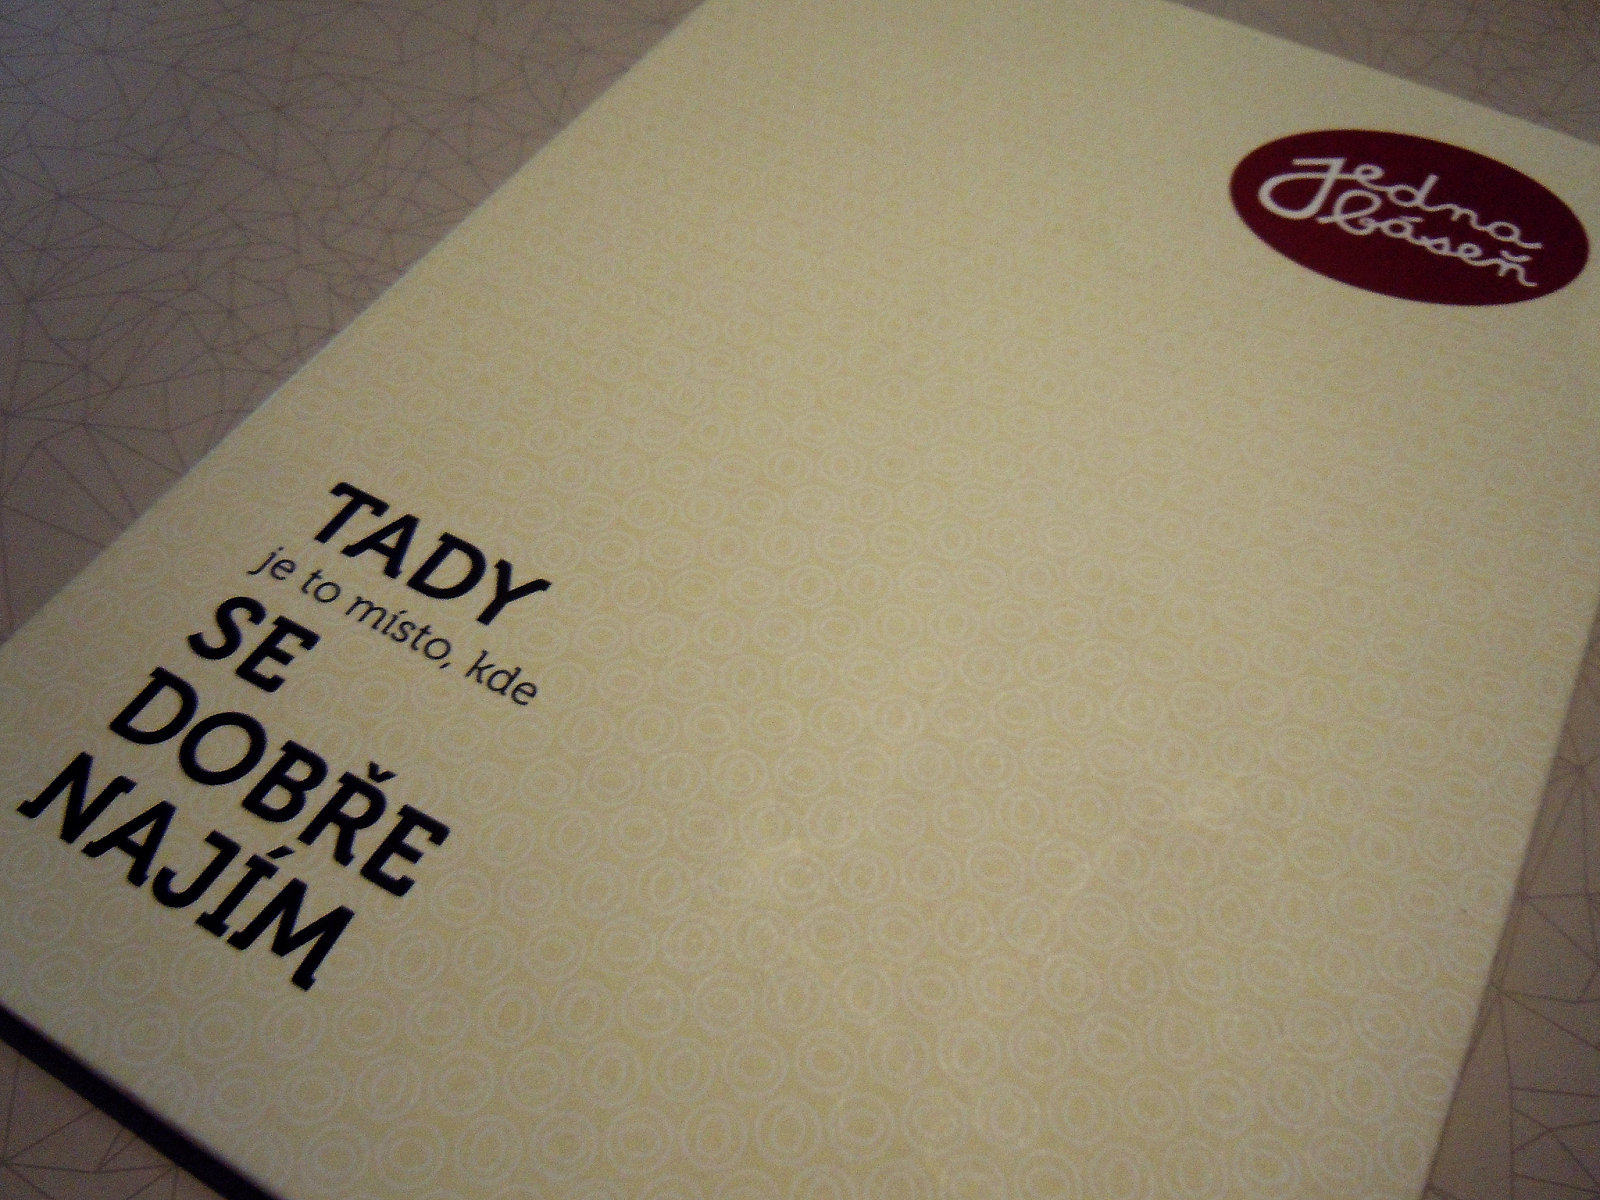 Jedna
báseň
TADY
je to místo, kde
SE
DOBŘE
NAJÍM